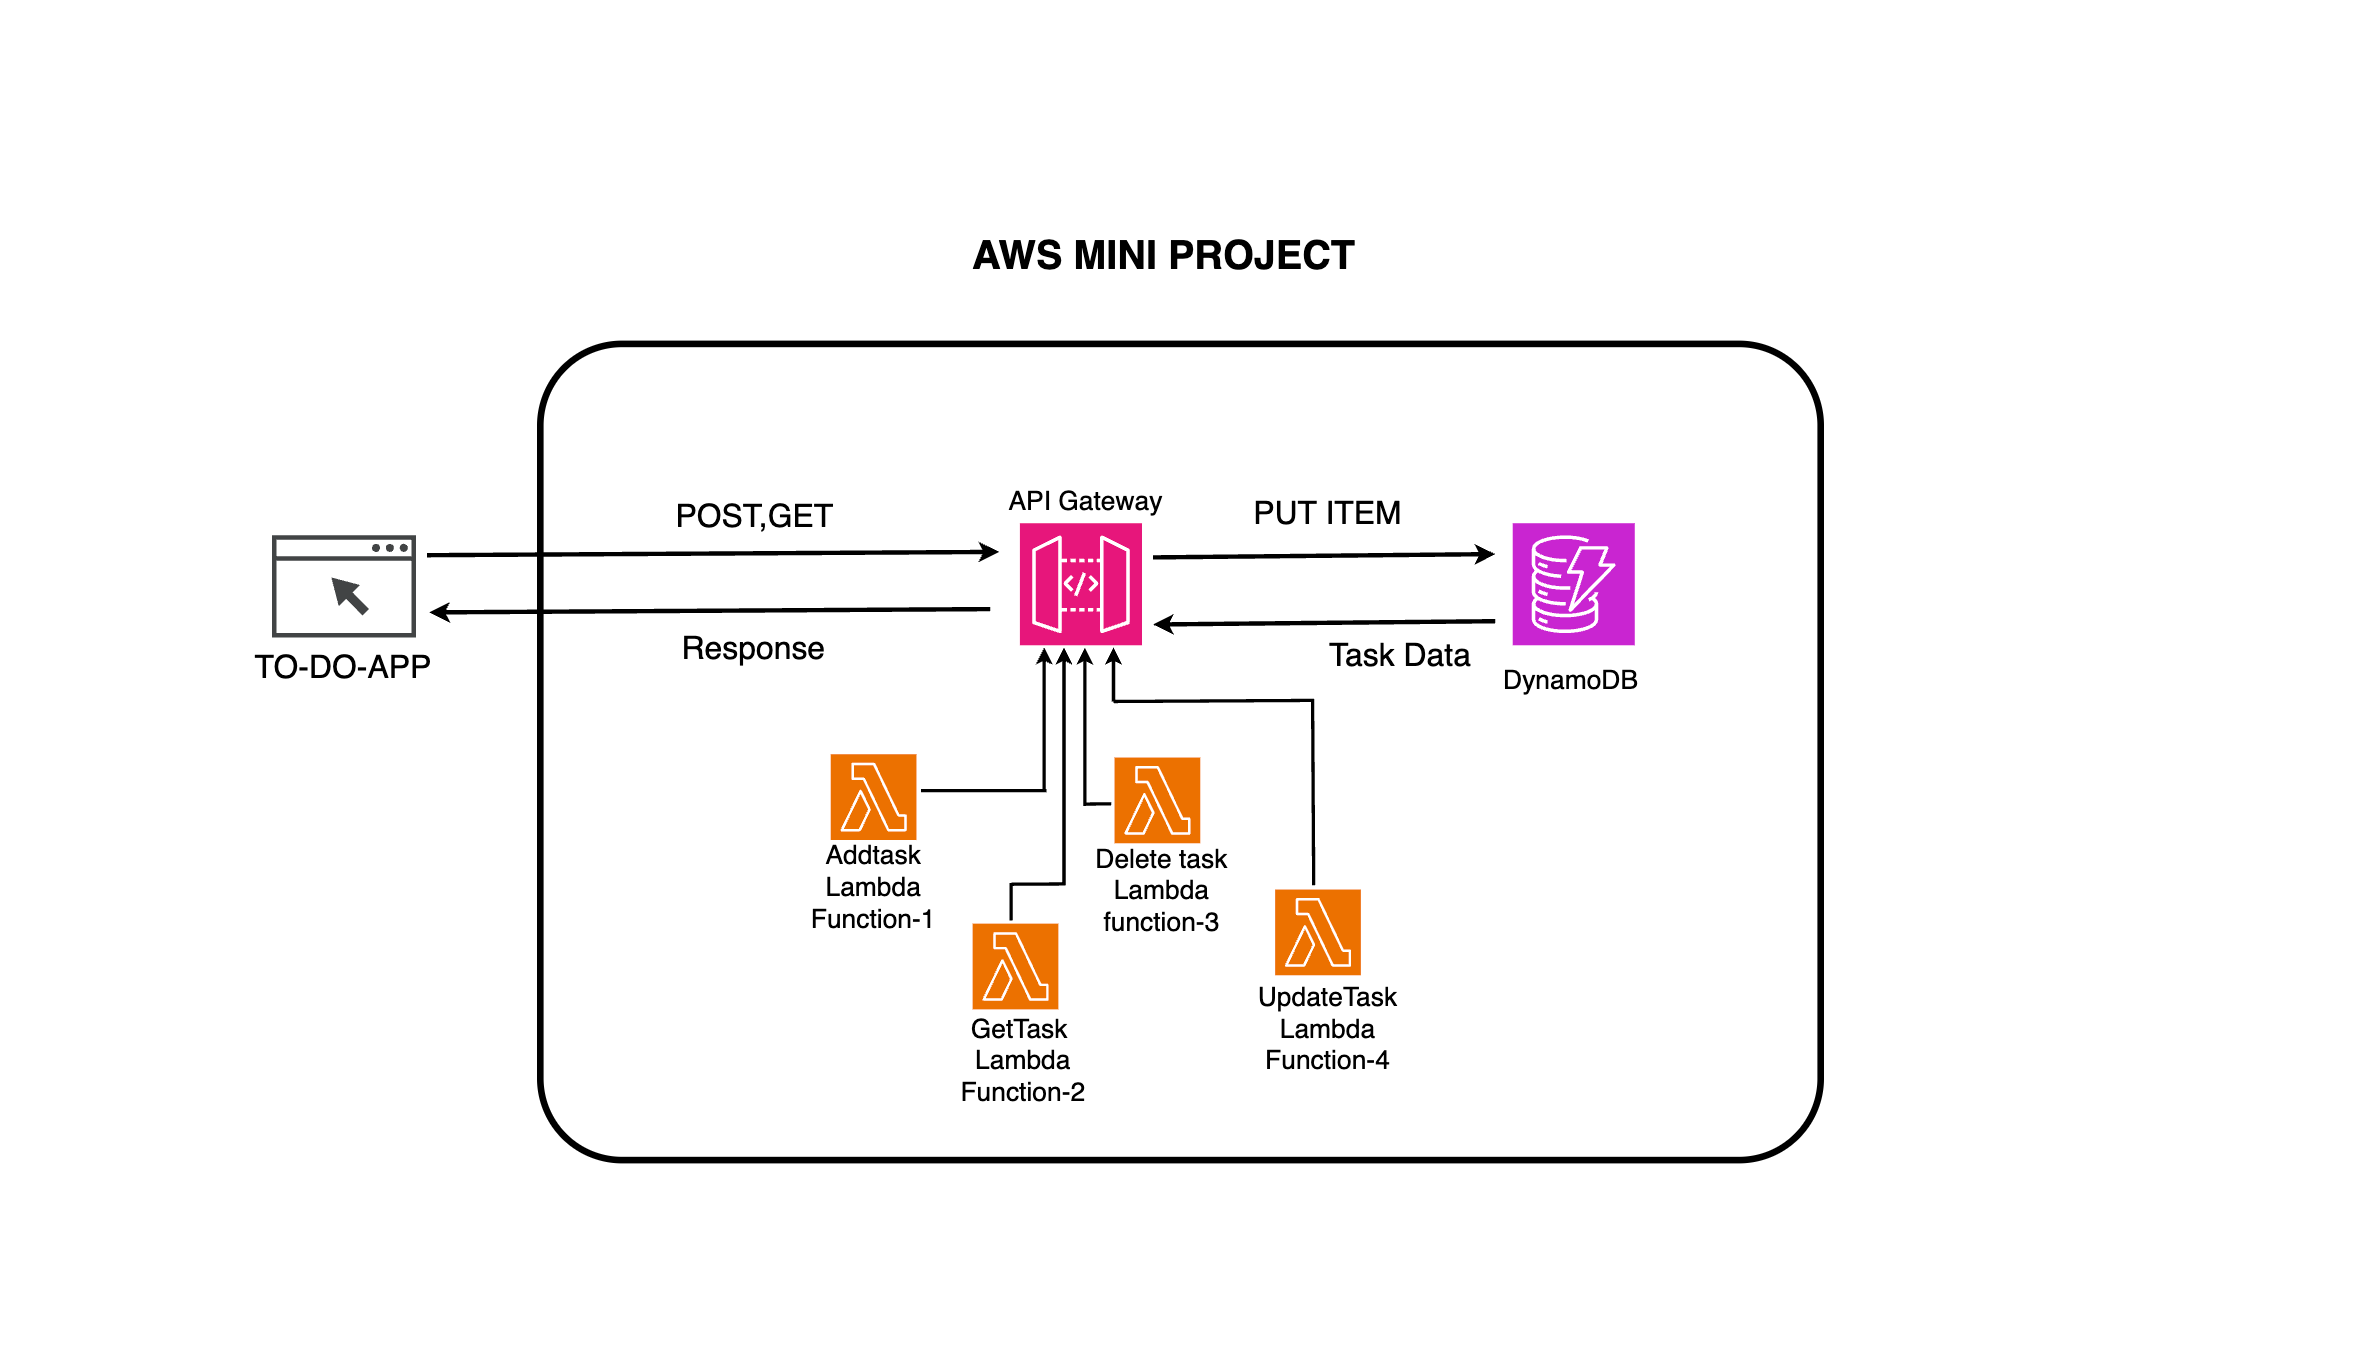 AWS MINI PROJECT
API Gateway
POST,GET
PUT ITEM
</>
Response
Task Data
TO-DO-APP
DynamoDB
Addtask
Lambda
Function-1
Delete task
Lambda
function-3
GetTask
Lambda
Function-2
UpdateTask
Lambda
Function-4